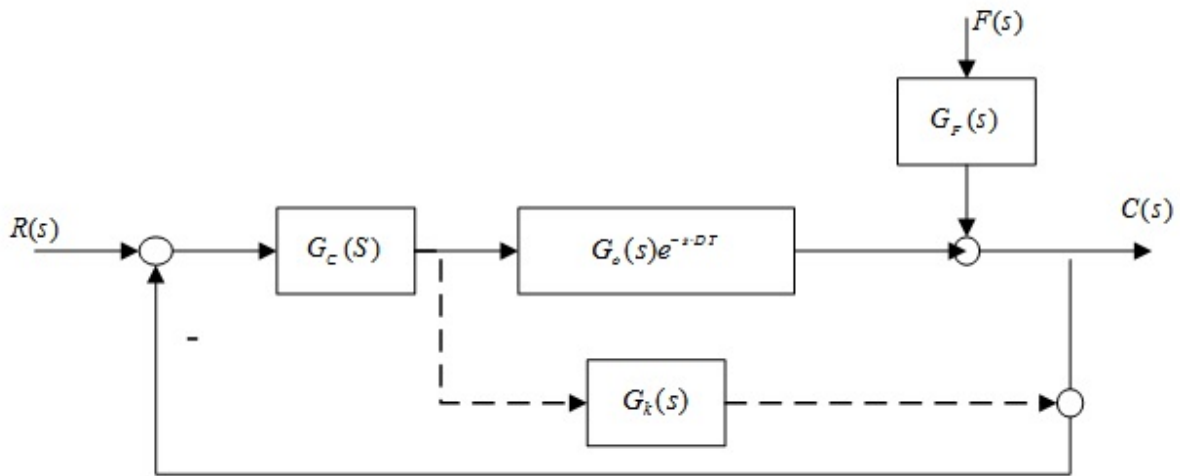 F(s)
G_F(s)
R(s)
G_C(S)
G_o(s)e^{-s·DT}
C(s)
-
G_k(s)